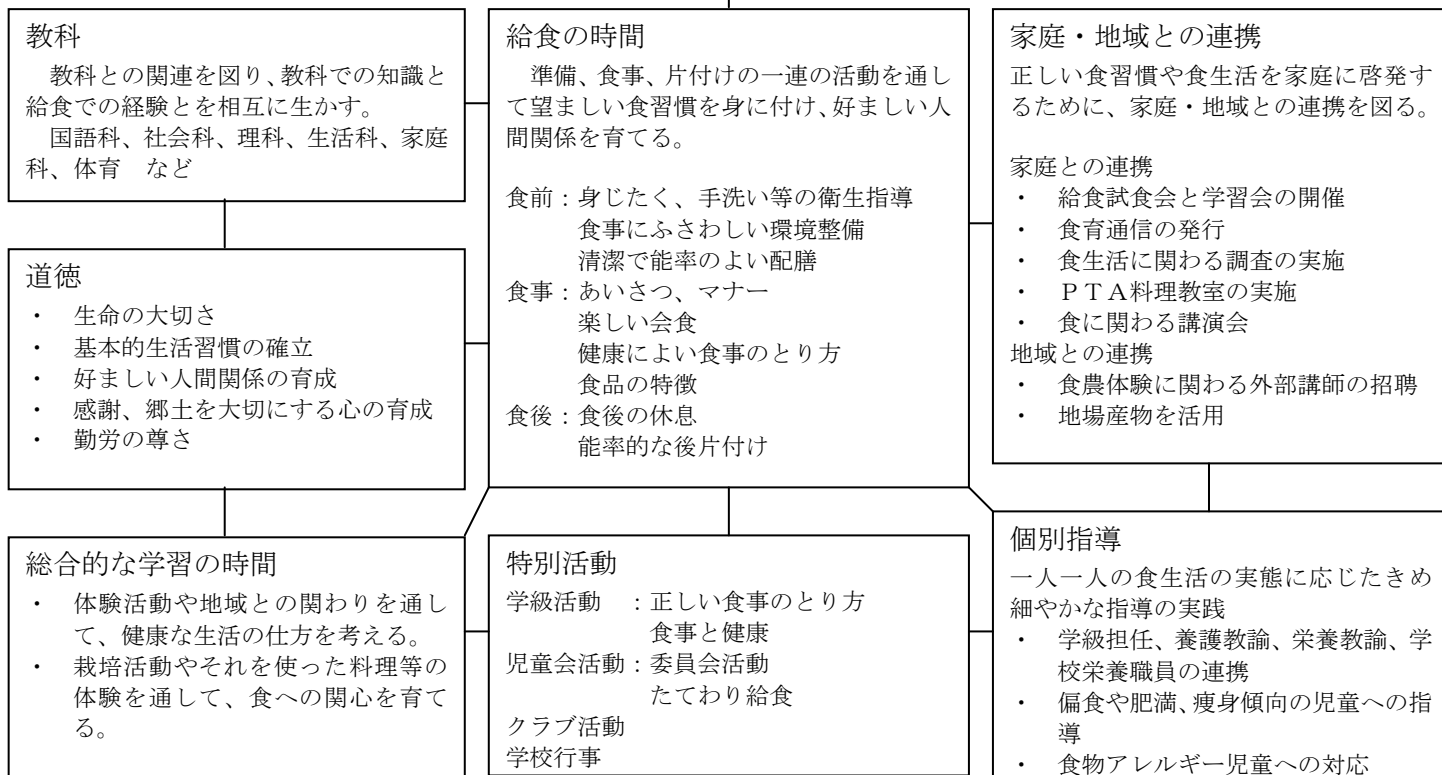 教科
教科との関連を図り、教科での知識と
給食での経験とを相互に生かす。
国語科、社会科、理科、生活科、家庭
科、体育　など
道徳
・　生命の大切さ
・　基本的生活習慣の確立
・　好ましい人間関係の育成
・　感謝、郷土を大切にする心の育成
・　勤労の尊さ
総合的な学習の時間
・　体験活動や地域との関わりを通し
て、健康な生活の仕方を考える。
・　栽培活動やそれを使った料理等の
体験を通して、食への関心を育て
る。
給食の時間
準備、食事、片付けの一連の活動を通し
て望ましい食習慣を身に付け、好ましい人
間関係を育てる。
食前：身じたく、手洗い等の衛生指導
食事にふさわしい環境整備
清潔で能率のよい配膳
食事：あいさつ、マナー
楽しい会食
健康によい食事のとり方
食品の特徴
食後：食後の休息
能率的な後片付け
特別活動
学級活動　：正しい食事のとり方
食事と健康
児童会活動：委員会活動
たてわり給食
クラブ活動
学校行事
家庭・地域との連携
正しい食習慣や食生活を家庭に啓発す
るために、家庭・地域との連携を図る。
家庭との連携
・　給食試食会と学習会の開催
・　食育通信の発行
・　食生活に関わる調査の実施
・　ＰＴＡ料理教室の実施
・　食に関わる講演会
地域との連携
・　食農体験に関わる外部講師の招聘
・　地場産物を活用
個別指導
一人一人の食生活の実態に応じたきめ
細やかな指導の実践
・　学級担任、養護教諭、栄養教諭、学
校栄養職員の連携
・　偏食や肥満、痩身傾向の児童への指
導
・　食物アレルギー児童への対応